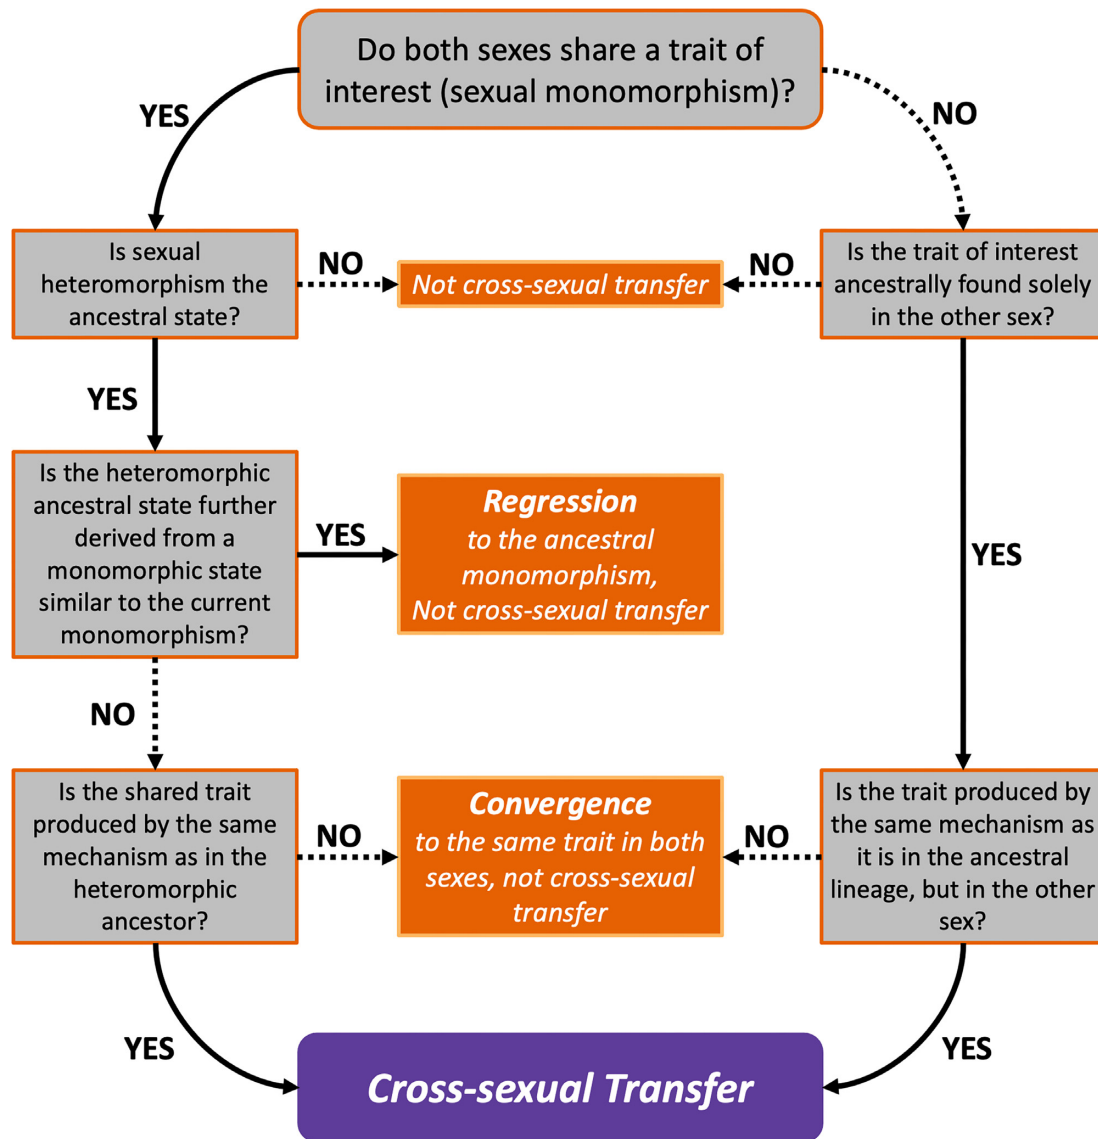 Do both sexes share a trait of
interest (sexual monomorphism)?
YES
NO
Is sexual
heteromorphism the
ancestral state?
NO
Not cross-sexual transfer
NO
Is the trait of interest
ancestrally found solely
in the other sex?
YES
Is the heteromorphic
ancestral state further
derived from a
monomorphic state
similar to the current
monomorphism?
YES
Regression
to the ancestral
monomorphism,
Not cross-sexual transfer
YES
NO
Is the shared trait
produced by the same
mechanism as in the
heteromorphic
ancestor?
NO
Convergence
to the same trait in both
sexes, not cross-sexual
transfer
NO
Is the trait produced by
the same mechanism as
it is in the ancestral
lineage, but in the other
sex?
YES
YES
Cross-sexual Transfer